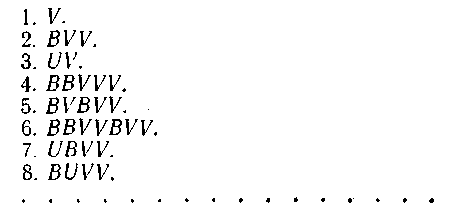 1. V.
2. BVV.
3. UV.
4. BBVVV.
5. BVBVV.
6. BBVVBVV.
7. UBVV.
8. BUVV.
. . . . . . . . . . . . . . . .